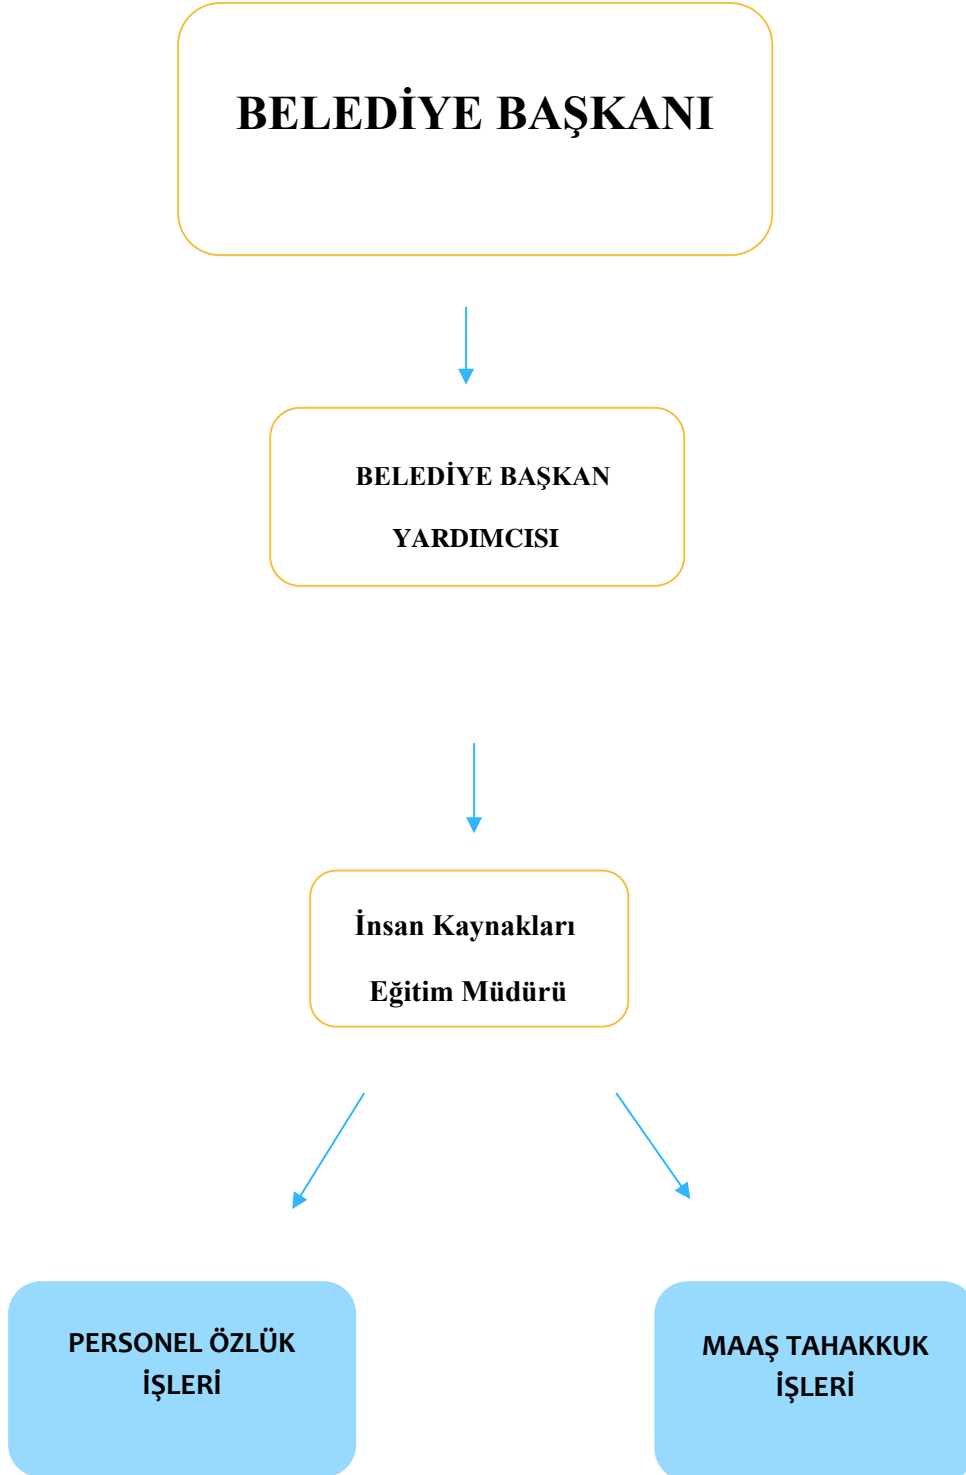 BELEDİYE BAŞKANI
BELEDİYE BAŞKAN
YARDIMCISI
İnsan Kaynakları
Eğitim Müdürü
PERSONEL ÖZLÜK
İŞLERİ
MAAŞ TAHAKKUK
İŞLERİ